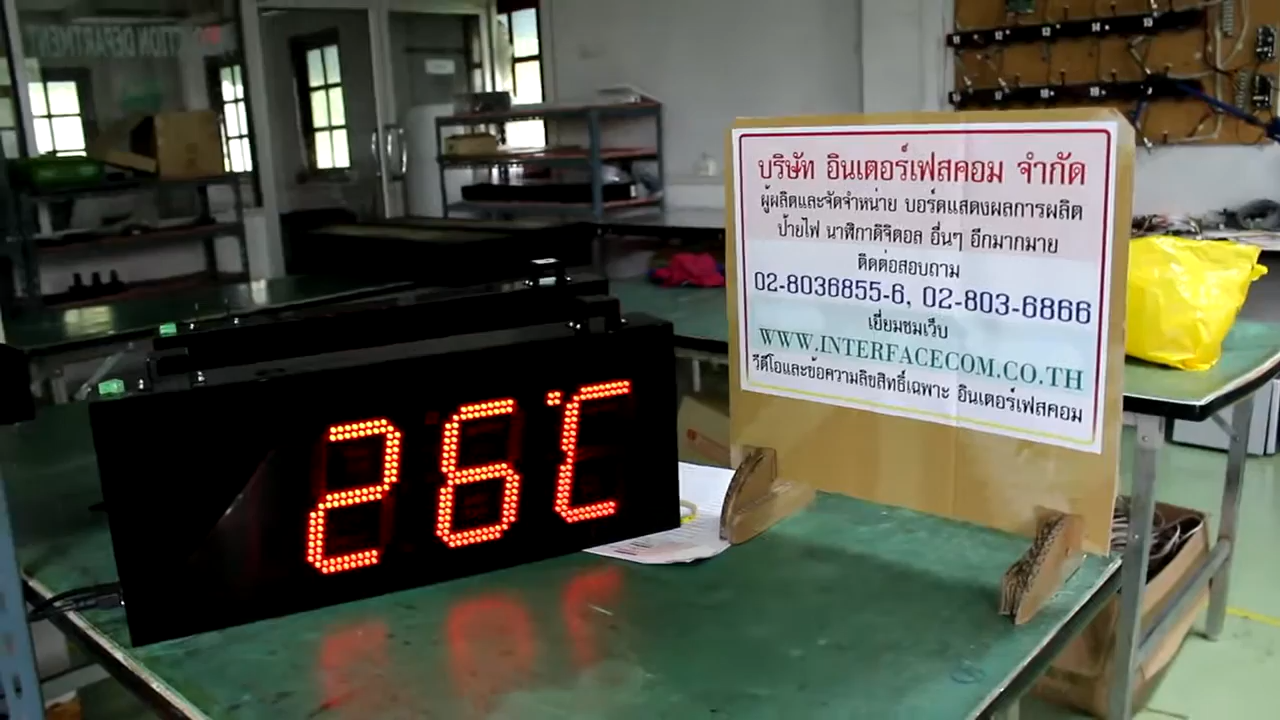 บริษัท อินเตอร์เฟสคอม จำกัด
ผู้ผลิตและจัดจำหน่าย บอร์ดแสดงผลการผลิต
ป้ายไฟ นาฬิกาดิจิตอล อื่นๆ อีกมากมาย
ติดต่อสอบถาม
02-8036855-6, 02-803-6866
เยี่ยมชมเว็บ
WWW.INTERFACECOM.CO.TH
วีดีโอและข้อความลิขสิทธิ์เฉพาะ อินเตอร์เฟสคอม
26°C